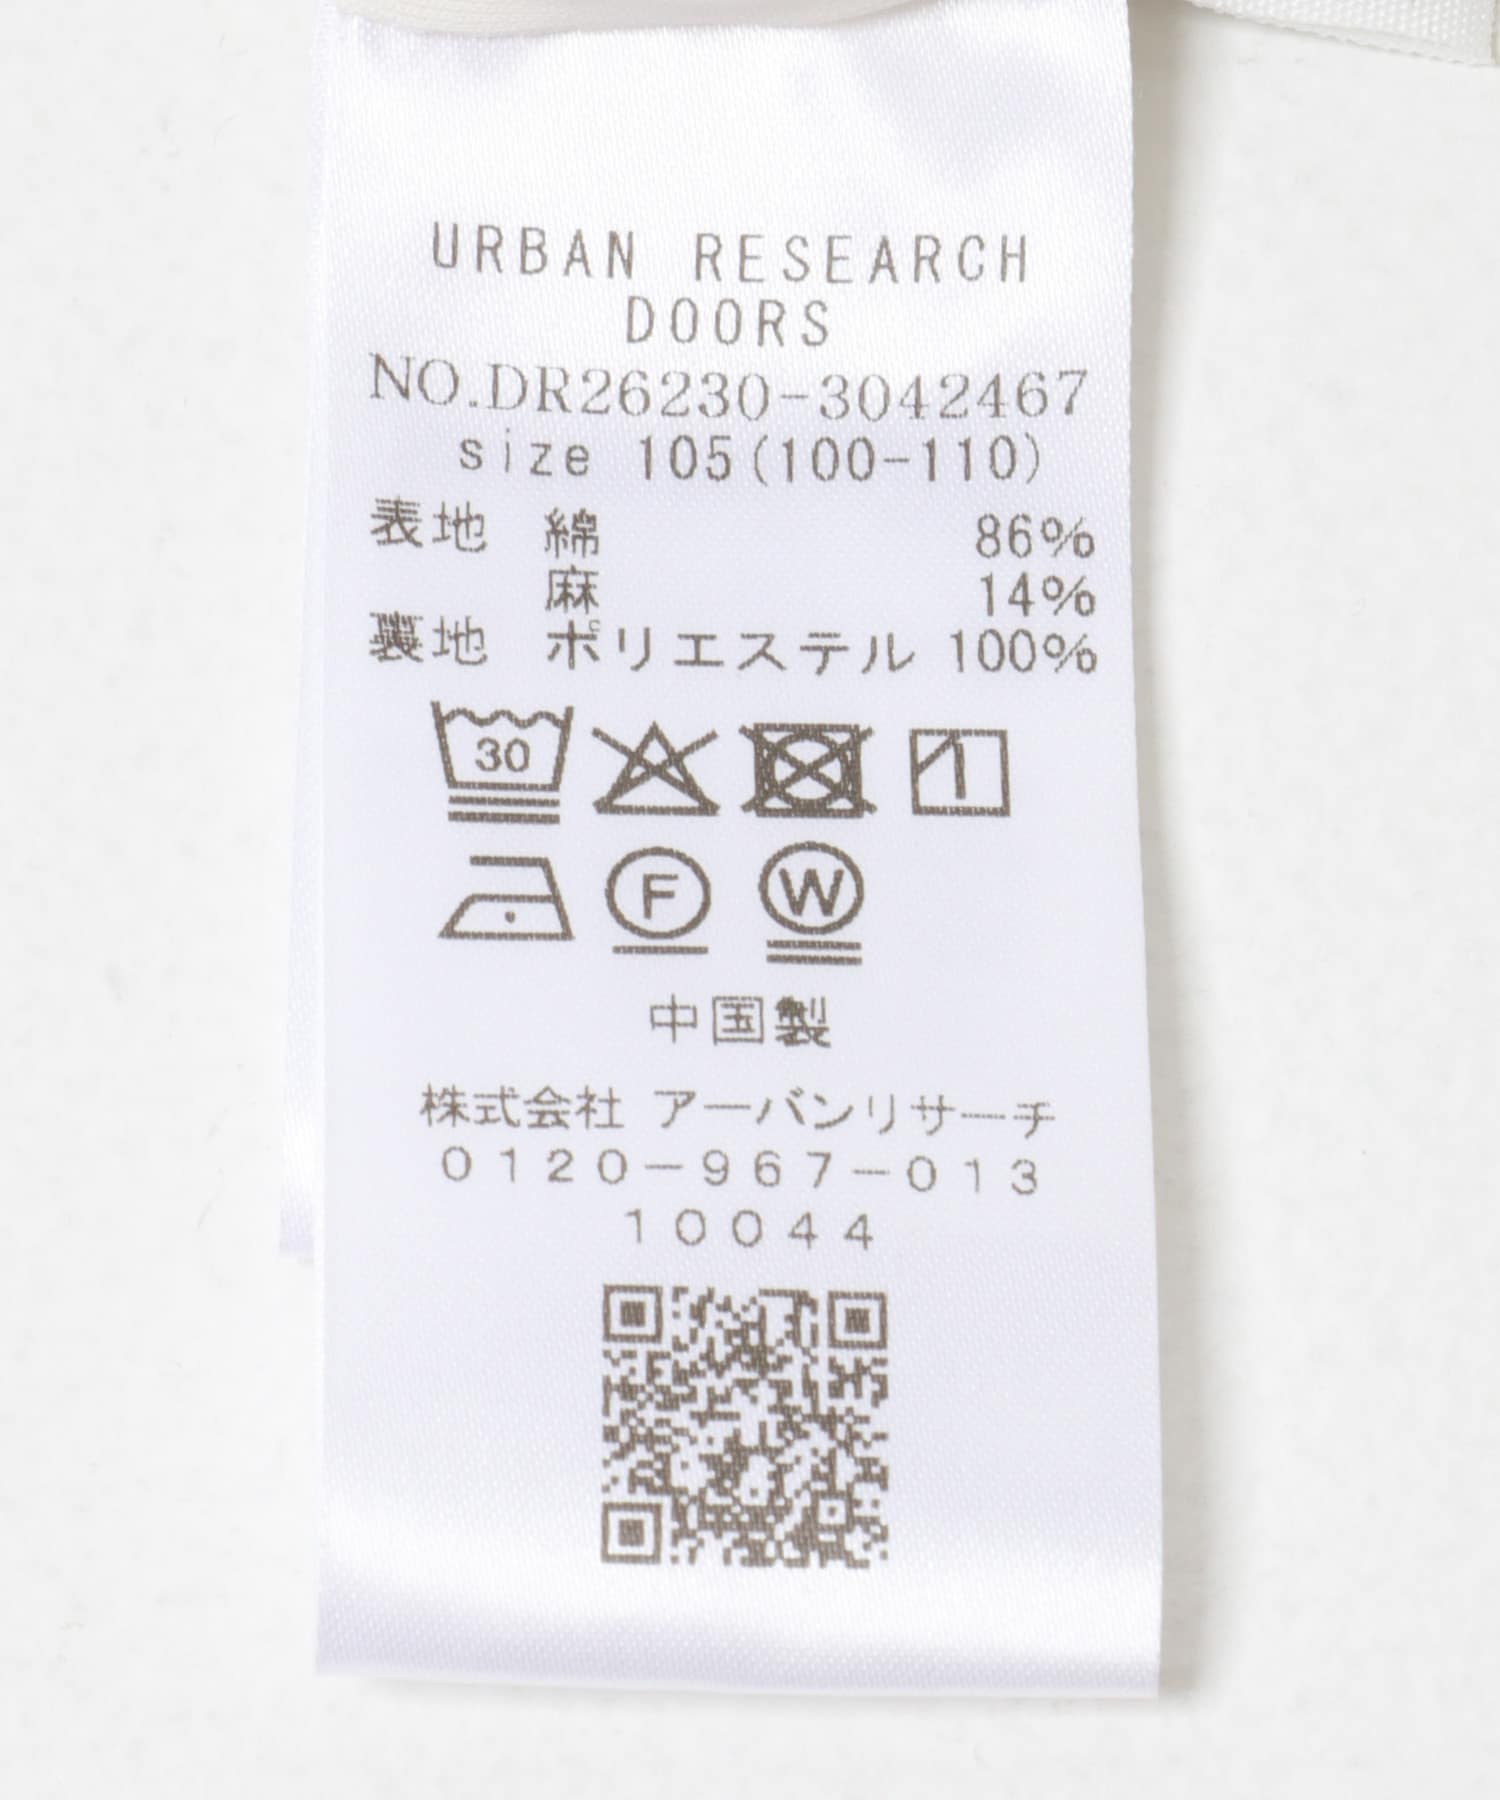 URBAN RESEARCH
DOORS
NO.DR26230-3042467
size 105(100-110)
表地 綿 86%
麻 14%
裏地 ポリエステル 100%
30
F W
中国製
株式会社 アーバンリサーチ
0120-967-013
10044